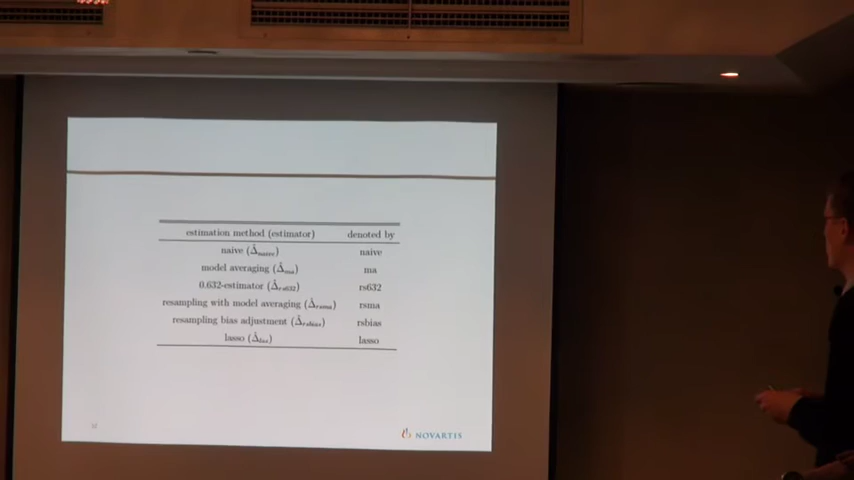 estimation method (estimator) denoted by
naive (Δ̂naive) naive
model averaging (Δ̂ma) ma
0.632-estimator (Δ̂rs632) rs632
resampling with model averaging (Δ̂rsma) rsma
resampling bias adjustment (Δ̂rsbias) rsbias
lasso (Δ̂las) lasso
NOVARTIS